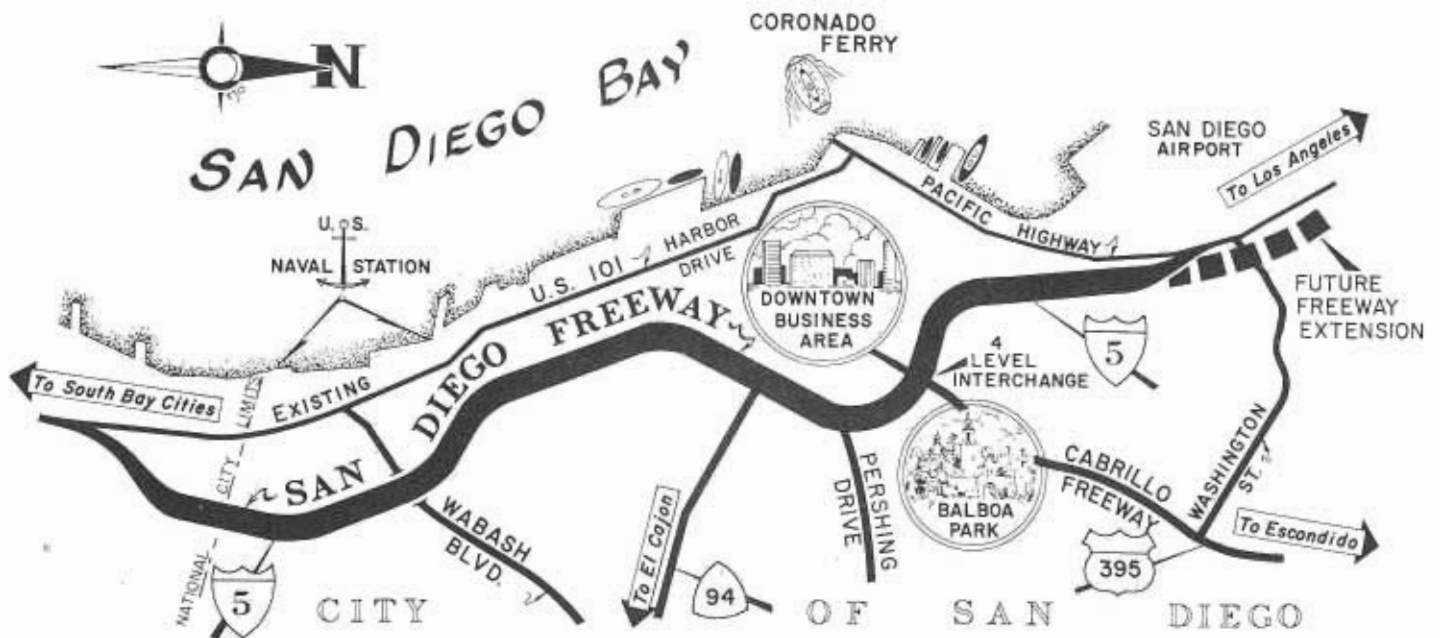 CORONADO
FERRY
N
SAN DIEGO BAY
SAN DIEGO
AIRPORT
To Los Angeles
U. S.
NAVAL STATION
PACIFIC
HIGHWAY
U.S. 101 HARBOR
DRIVE
DOWNTOWN
BUSINESS
AREA
FUTURE
FREEWAY
EXTENSION
4
LEVEL
INTERCHANGE
5
To South Bay Cities
EXISTING
SAN DIEGO FREEWAY
NATIONAL CITY LIMITS
WABASH
BLVD.
To El Cajon
94
PERSHING
DRIVE
BALBOA
PARK
CABRILLO
FREEWAY
WASHINGTON
ST.
To Escondido
395
5
CITY OF SAN DIEGO